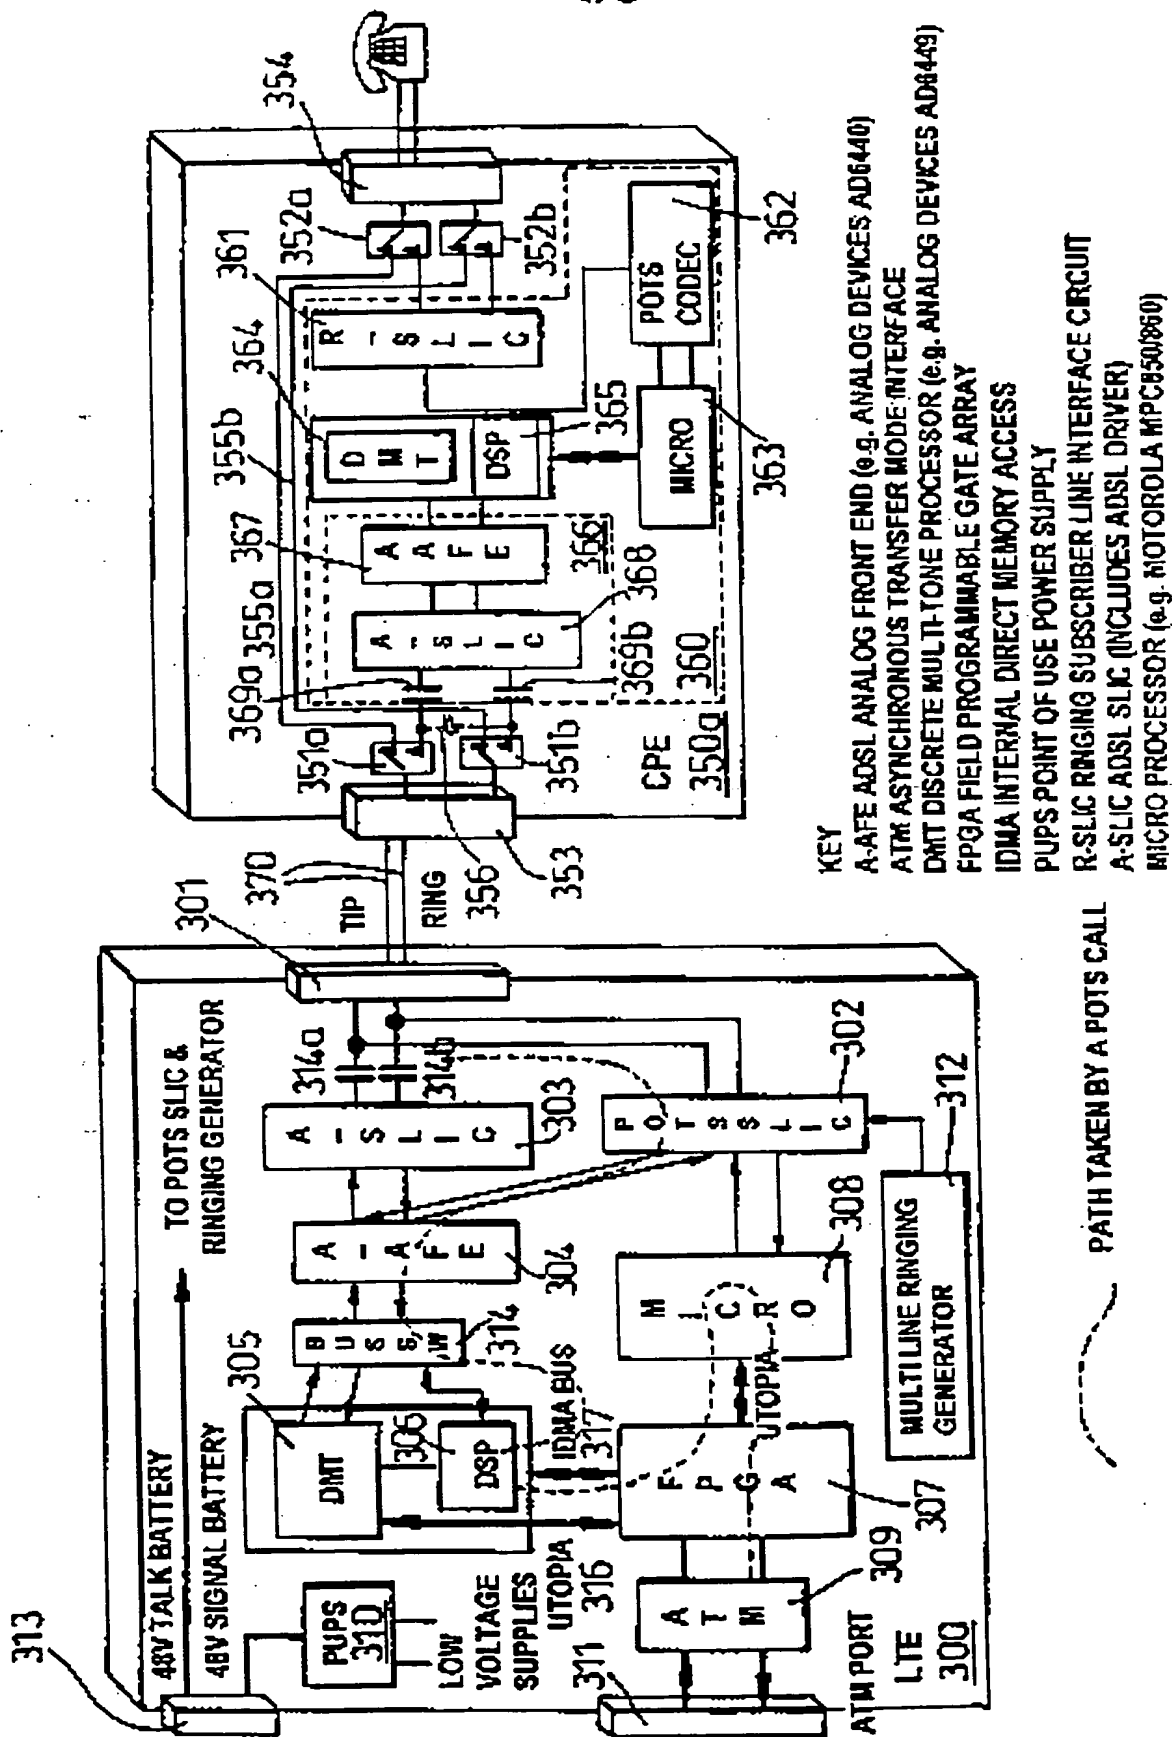 313
48V TALK BATTERY
48V SIGNAL BATTERY
TO POTS SLIC &
RINGING GENERATOR
PUPS
310
LOW
VOLTAGE
SUPPLIES
305
DMT
306
DSP
BUSSW
314
A-AFE
304
A-SLIC
303
314a
314b
301
UTOPIA
316
IDMA BUS
317
FPGA
307
UTOPIA
MICRO
308
POTS SLIC
302
312
MULTI LINE RINGING
GENERATOR
ATM
309
311
ATM PORT
LTE
300
TIP
370
RING
356
353
351a
351b
369a
369b
355a
355b
A-SLIC
368
367
A AFE
366
364
DMT
DSP
365
361
R-SLIC
352a
352b
354
MICRO
363
POTS
CODEC
362
360
CPE
350a
KEY
A-AFE ADSL ANALOG FRONT END (e.g. ANALOG DEVICES AD6440)
ATM ASYNCHRONOUS TRANSFER MODE INTERFACE
DMT DISCRETE MULTI-TONE PROCESSOR (e.g. ANALOG DEVICES AD6449)
FPGA FIELD PROGRAMMABLE GATE ARRAY
IDMA INTERNAL DIRECT MEMORY ACCESS
PUPS POINT OF USE POWER SUPPLY
R-SLIC RINGING SUBSCRIBER LINE INTERFACE CIRCUIT
A-SLIC ADSL SLIC (INCLUDES ADSL DRIVER)
MICRO PROCESSOR (e.g. MOTOROLA MPC850/860)
PATH TAKEN BY A POTS CALL